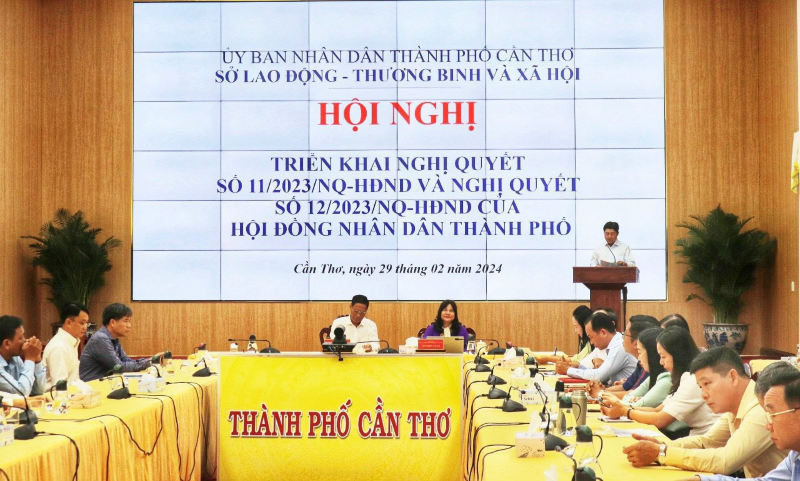 ỦY BAN NHÂN DÂN THÀNH PHỐ CẦN THƠ
SỞ LAO ĐỘNG - THƯƠNG BINH VÀ XÃ HỘI
HỘI NGHỊ
TRIỂN KHAI NGHỊ QUYẾT
SỐ 11/2023/NQ-HĐND VÀ NGHỊ QUYẾT
SỐ 12/2023/NQ-HĐND CỦA
HỘI ĐỒNG NHÂN DÂN THÀNH PHỐ
Cần Thơ, ngày 29 tháng 02 năm 2024
THÀNH PHỐ CẦN THƠ